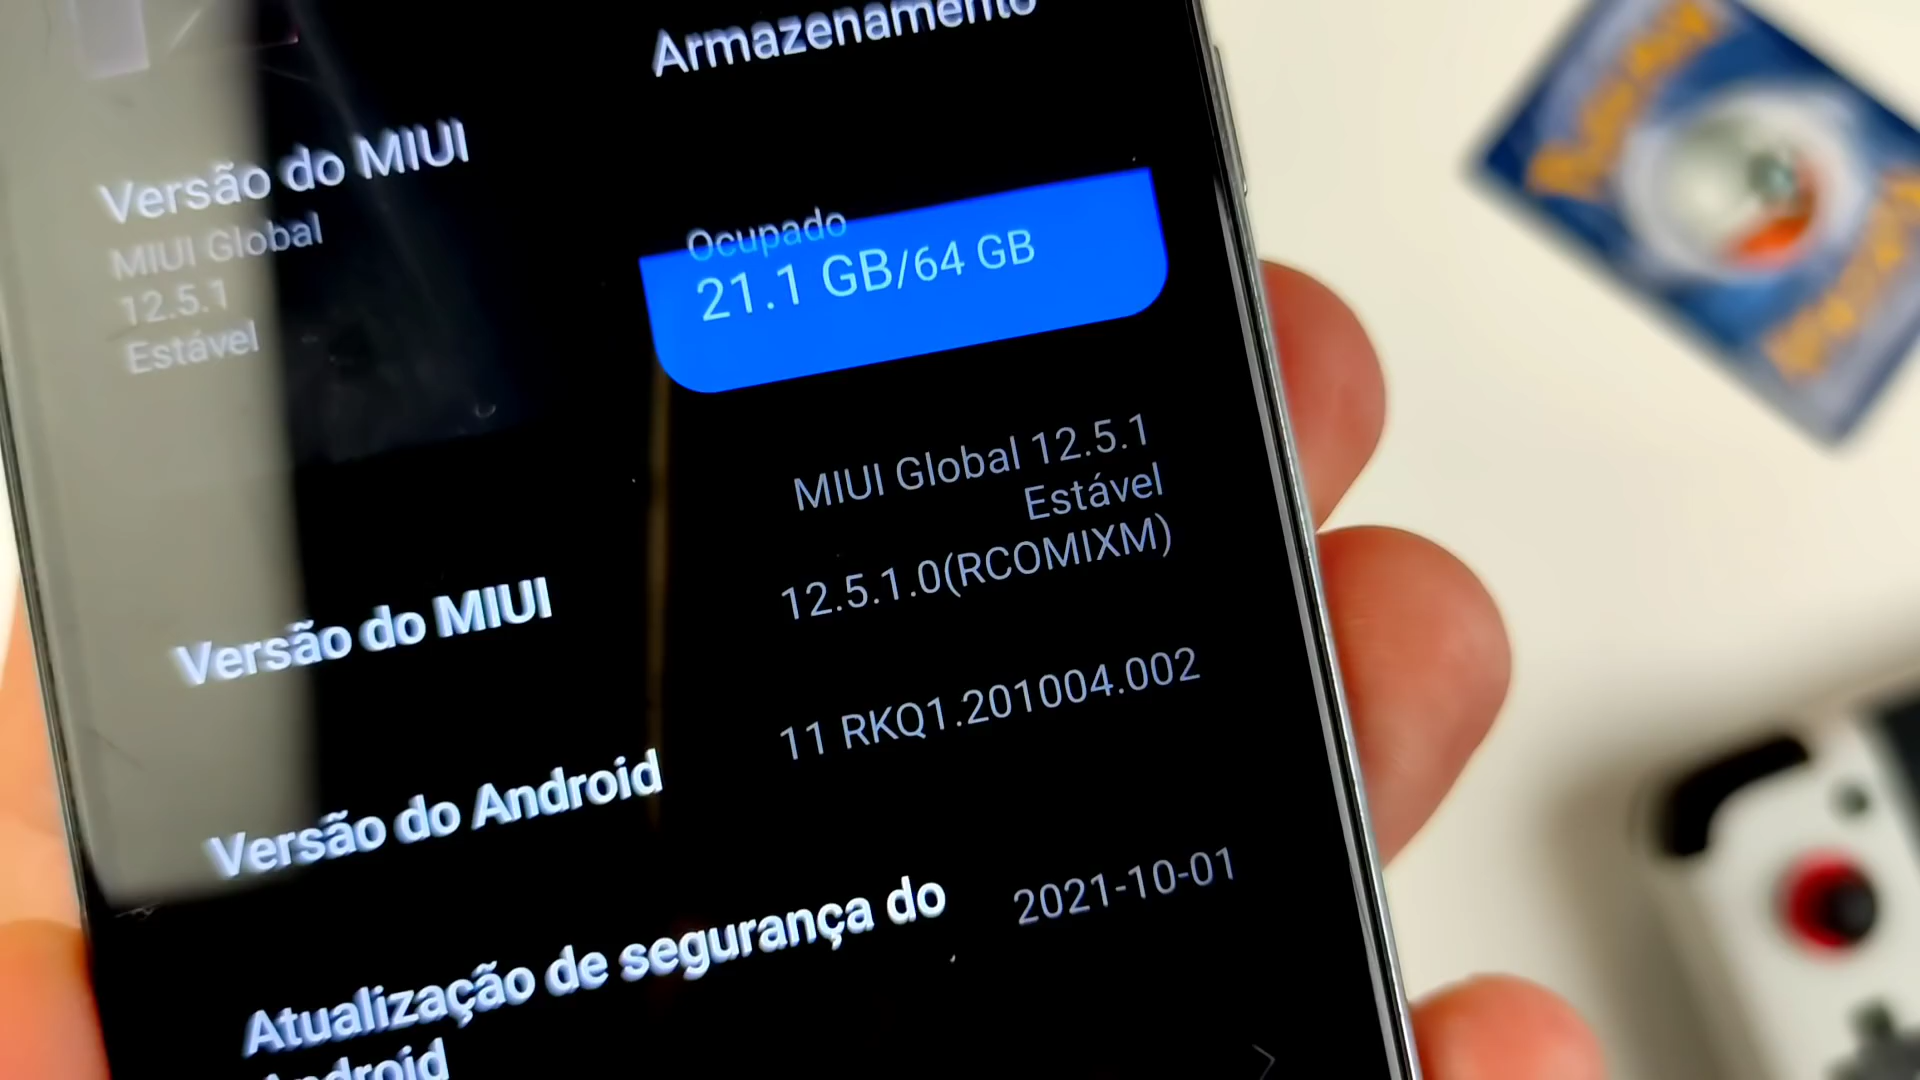 Armazenamento
Versão do MIUI
MIUI Global
12.5.1
Estável
Ocupado
21.1 GB/64 GB
MIUI Global 12.5.1
Estável
12.5.1.0(RCOMIXM)
Versão do MIUI
11 RKQ1.201004.002
Versão do Android
2021-10-01
Atualização de segurança do
Android